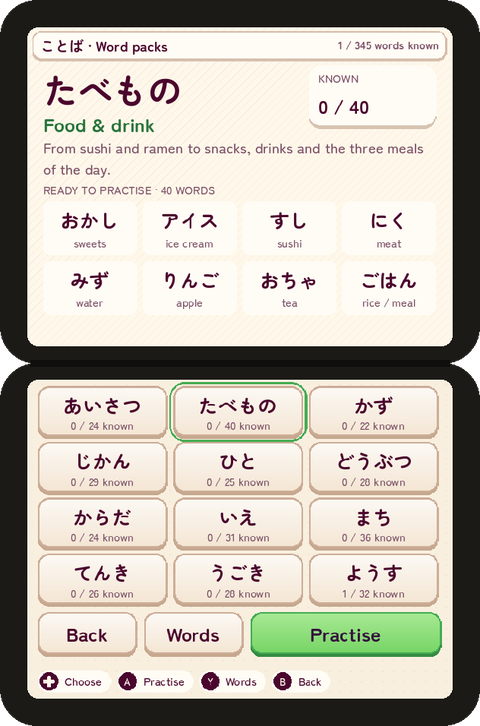 ことば · Word packs
1 / 345 words known
たべもの
KNOWN
0 / 40
Food & drink
From sushi and ramen to snacks, drinks and the three meals
of the day.
READY TO PRACTISE · 40 WORDS
おかし アイス すし にく
sweets ice cream sushi meat
みず りんご おちゃ ごはん
water apple tea rice / meal
あいさつ たべもの かず
0 / 24 known 0 / 40 known 0 / 22 known
じかん ひと どうぶつ
0 / 29 known 0 / 25 known 0 / 28 known
からだ いえ まち
0 / 24 known 0 / 31 known 0 / 36 known
てんき うごき ようす
0 / 26 known 0 / 28 known 1 / 32 known
Back Words Practise
Choose A Practise Y Words B Back